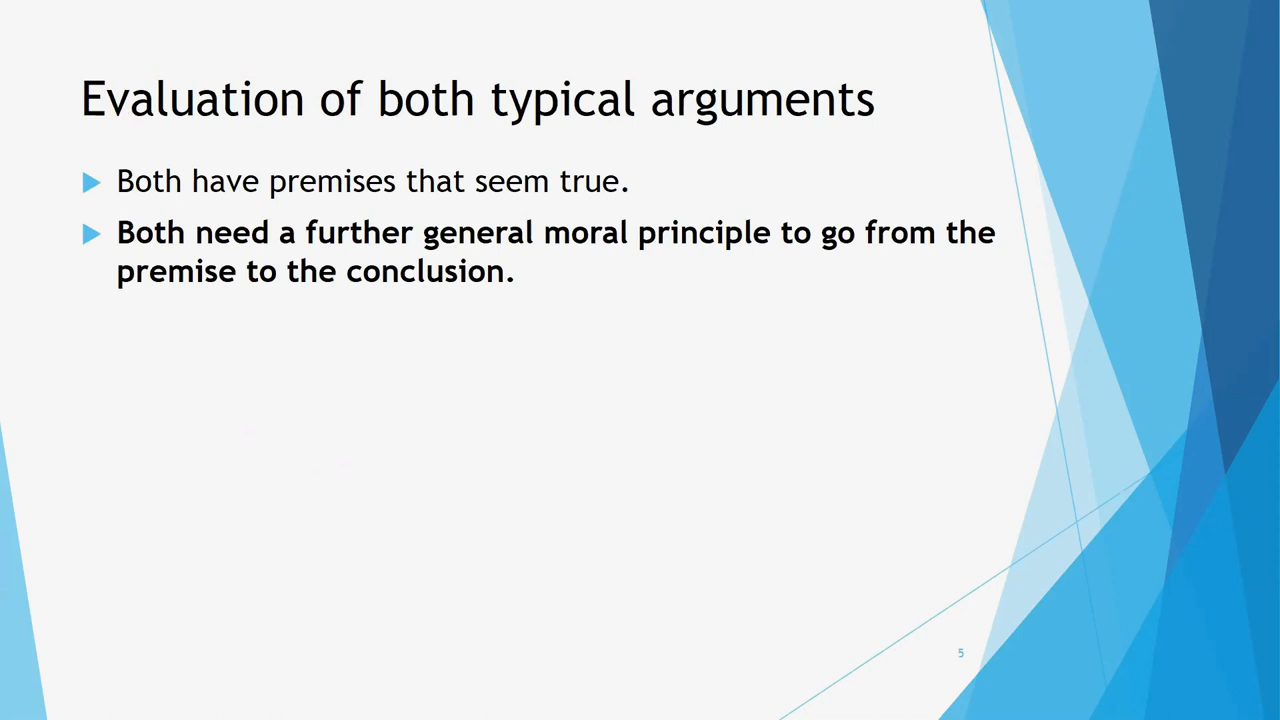 Evaluation of both typical arguments
Both have premises that seem true.
Both need a further general moral principle to go from the
premise to the conclusion.
5